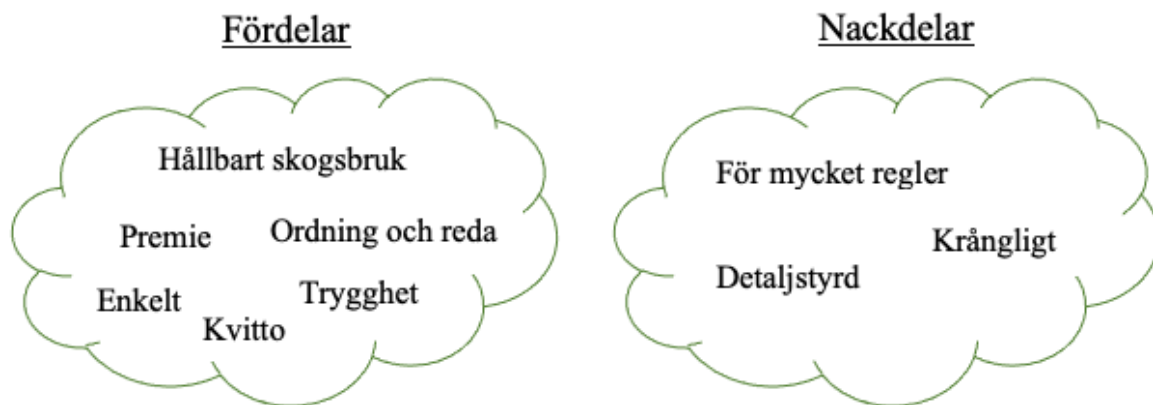 Fördelar
Hållbart skogsbruk
Premie
Ordning och reda
Enkelt
Trygghet
Kvitto
Nackdelar
För mycket regler
Krångligt
Detaljstyrd